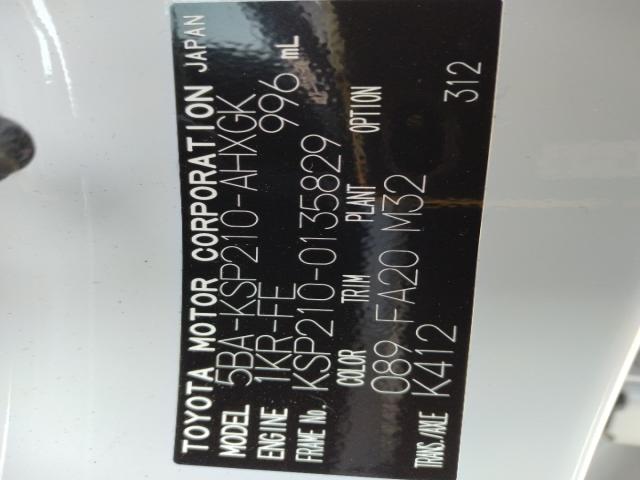 TOYOTA MOTOR CORPORATION JAPAN
MODEL 5BA-KSP210-AHXGK
ENGINE 1KR-FE 996 mL
FRAME No. KSP210-0135829
COLOR TRIM PLANT OPTION
089 FA20 M32
TRANS./AXLE K412 312